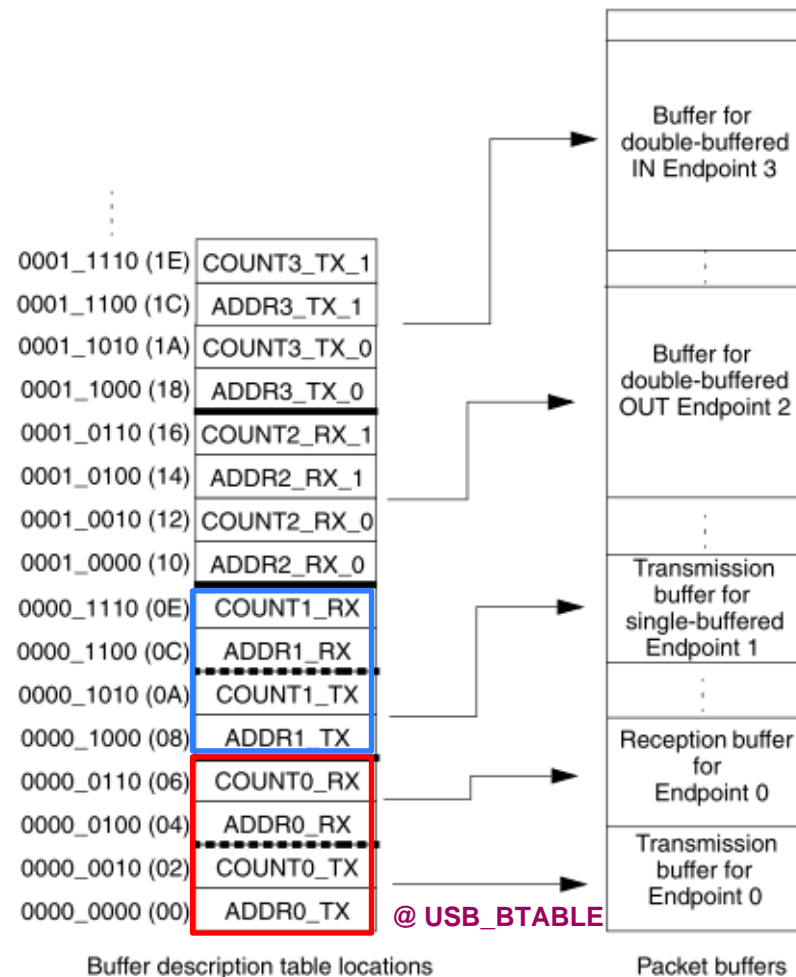 Buffer for
double-buffered
IN Endpoint 3
0001_1110 (1E) COUNT3_TX_1
0001_1100 (1C) ADDR3_TX_1
0001_1010 (1A) COUNT3_TX_0
0001_1000 (18) ADDR3_TX_0
Buffer for
double-buffered
OUT Endpoint 2
0001_0110 (16) COUNT2_RX_1
0001_0100 (14) ADDR2_RX_1
0001_0010 (12) COUNT2_RX_0
0001_0000 (10) ADDR2_RX_0
Transmission
buffer for
single-buffered
Endpoint 1
0000_1110 (0E) COUNT1_RX
0000_1100 (0C) ADDR1_RX
0000_1010 (0A) COUNT1_TX
0000_1000 (08) ADDR1_TX
Reception buffer
for
Endpoint 0
0000_0110 (06) COUNT0_RX
0000_0100 (04) ADDR0_RX
0000_0010 (02) COUNT0_TX
0000_0000 (00) ADDR0_TX
@ USB_BTABLE
Transmission
buffer for
Endpoint 0
Buffer description table locations
Packet buffers